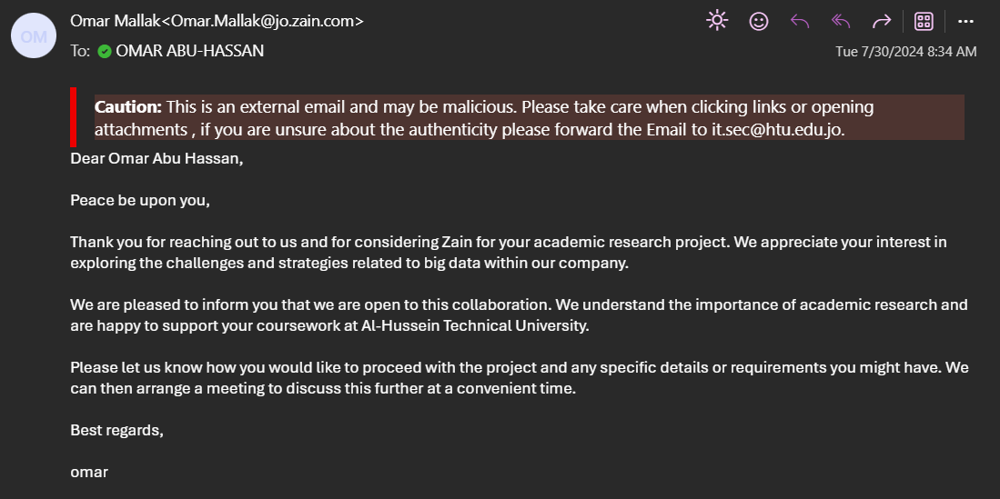 OM
Omar Mallak<Omar.Mallak@jo.zain.com>
To: OMAR ABU-HASSAN
Tue 7/30/2024 8:34 AM
Caution: This is an external email and may be malicious. Please take care when clicking links or opening
attachments , if you are unsure about the authenticity please forward the Email to it.sec@htu.edu.jo.
Dear Omar Abu Hassan,
Peace be upon you,
Thank you for reaching out to us and for considering Zain for your academic research project. We appreciate your interest in
exploring the challenges and strategies related to big data within our company.
We are pleased to inform you that we are open to this collaboration. We understand the importance of academic research and
are happy to support your coursework at Al-Hussein Technical University.
Please let us know how you would like to proceed with the project and any specific details or requirements you might have. We
can then arrange a meeting to discuss this further at a convenient time.
Best regards,
omar